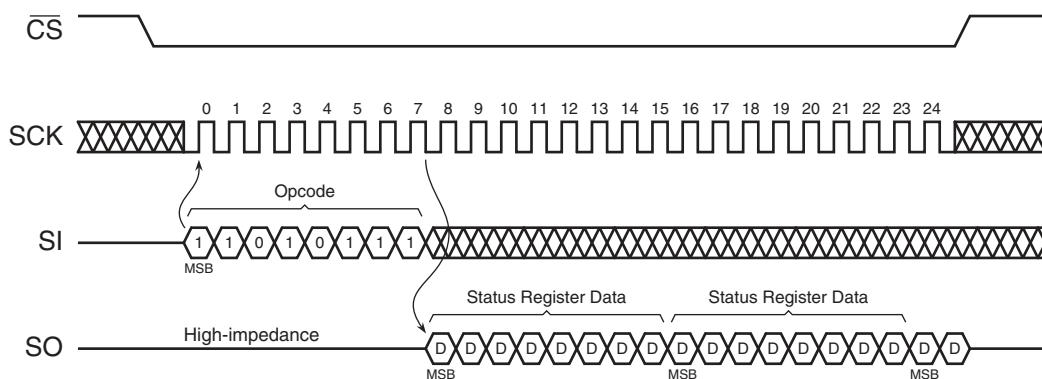 CS
0 1 2 3 4 5 6 7 8 9 10 11 12 13 14 15 16 17 18 19 20 21 22 23 24
SCK
Opcode
SI 1 1 0 1 0 1 1 1
MSB
Status Register Data Status Register Data
High-impedance
SO D D D D D D D D D D D D D D D D D D
MSB MSB MSB